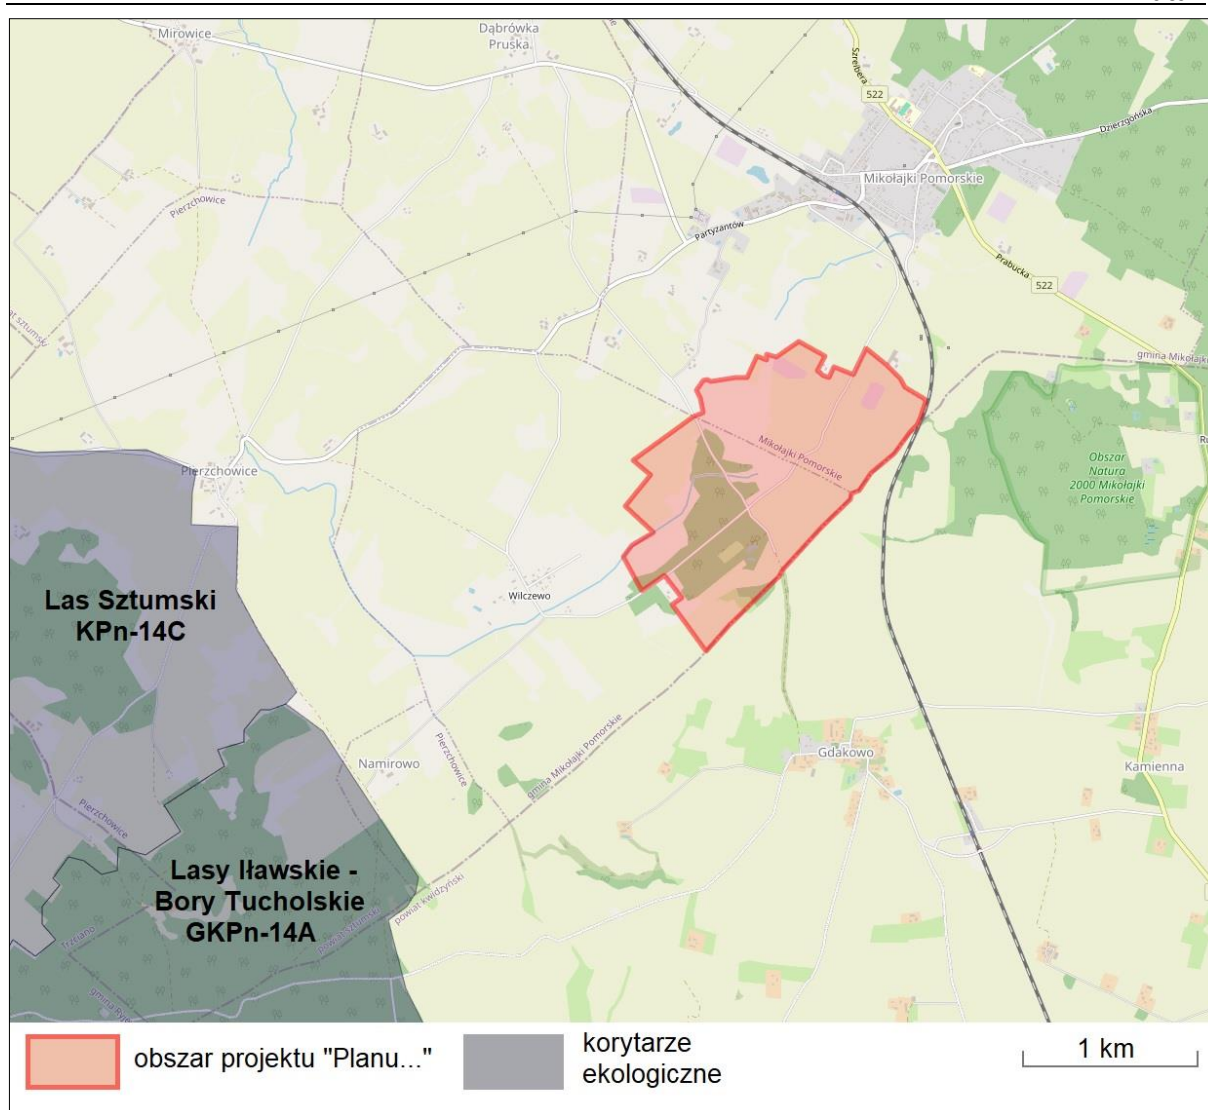 Mirowice
Dąbrówka
Pruska
Szreibera
522
Dzierzgońska
Mikołajki Pomorskie
Pierzchowice
Partyzantów
Prabucka
522
gmina Mikołajki
Pierzchowice
Mikołajki Pomorskie
Obszar
Natura
2000 Mikołajki
Pomorskie
Wilczewo
Las Sztumski
KPn-14C
gmina Mikołajki Pomorskie
Pierzchowice
Namirowo
Gdakowo
Kamienna
Pierzchowice
Lasy Iławskie -
Bory Tucholskie
GKPn-14A
powiat kwidzyński
powiat Sztumski
Trzciano
obszar projektu "Planu..."
korytarze
ekologiczne
1 km